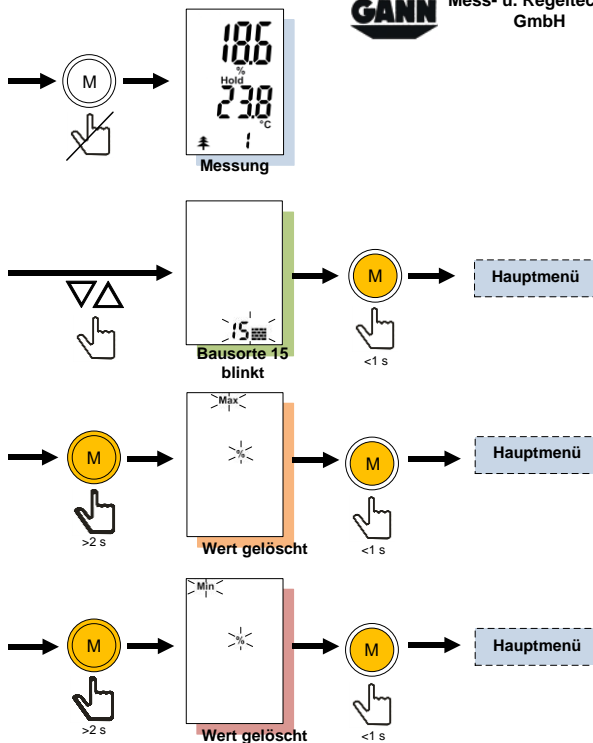 GANN
Mess- u.
GmbH
M
18.6
%
Hold
23.8
°C
1
Messung
15
Bausorte 15
blinkt
M
<1 s
Hauptmenü
M
>2 s
Max
%
Wert gelöscht
M
<1 s
Hauptmenü
M
>2 s
Min
%
Wert gelöscht
M
<1 s
Hauptmenü